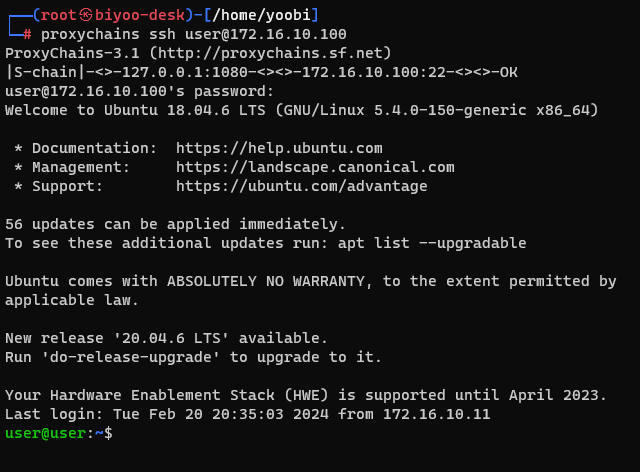 ┌──(root㉿biyoo-desk)-[/home/yoobi]
└─# proxychains ssh user@172.16.10.100
ProxyChains-3.1 (http://proxychains.sf.net)
|S-chain|-<>-127.0.0.1:1080-<><>-172.16.10.100:22-<><>-OK
user@172.16.10.100's password:
Welcome to Ubuntu 18.04.6 LTS (GNU/Linux 5.4.0-150-generic x86_64)
* Documentation:  https://help.ubuntu.com
* Management:     https://landscape.canonical.com
* Support:        https://ubuntu.com/advantage
56 updates can be applied immediately.
To see these additional updates run: apt list --upgradable
Ubuntu comes with ABSOLUTELY NO WARRANTY, to the extent permitted by
applicable law.
New release '20.04.6 LTS' available.
Run 'do-release-upgrade' to upgrade to it.
Your Hardware Enablement Stack (HWE) is supported until April 2023.
Last login: Tue Feb 20 20:35:03 2024 from 172.16.10.11
user@user:~$